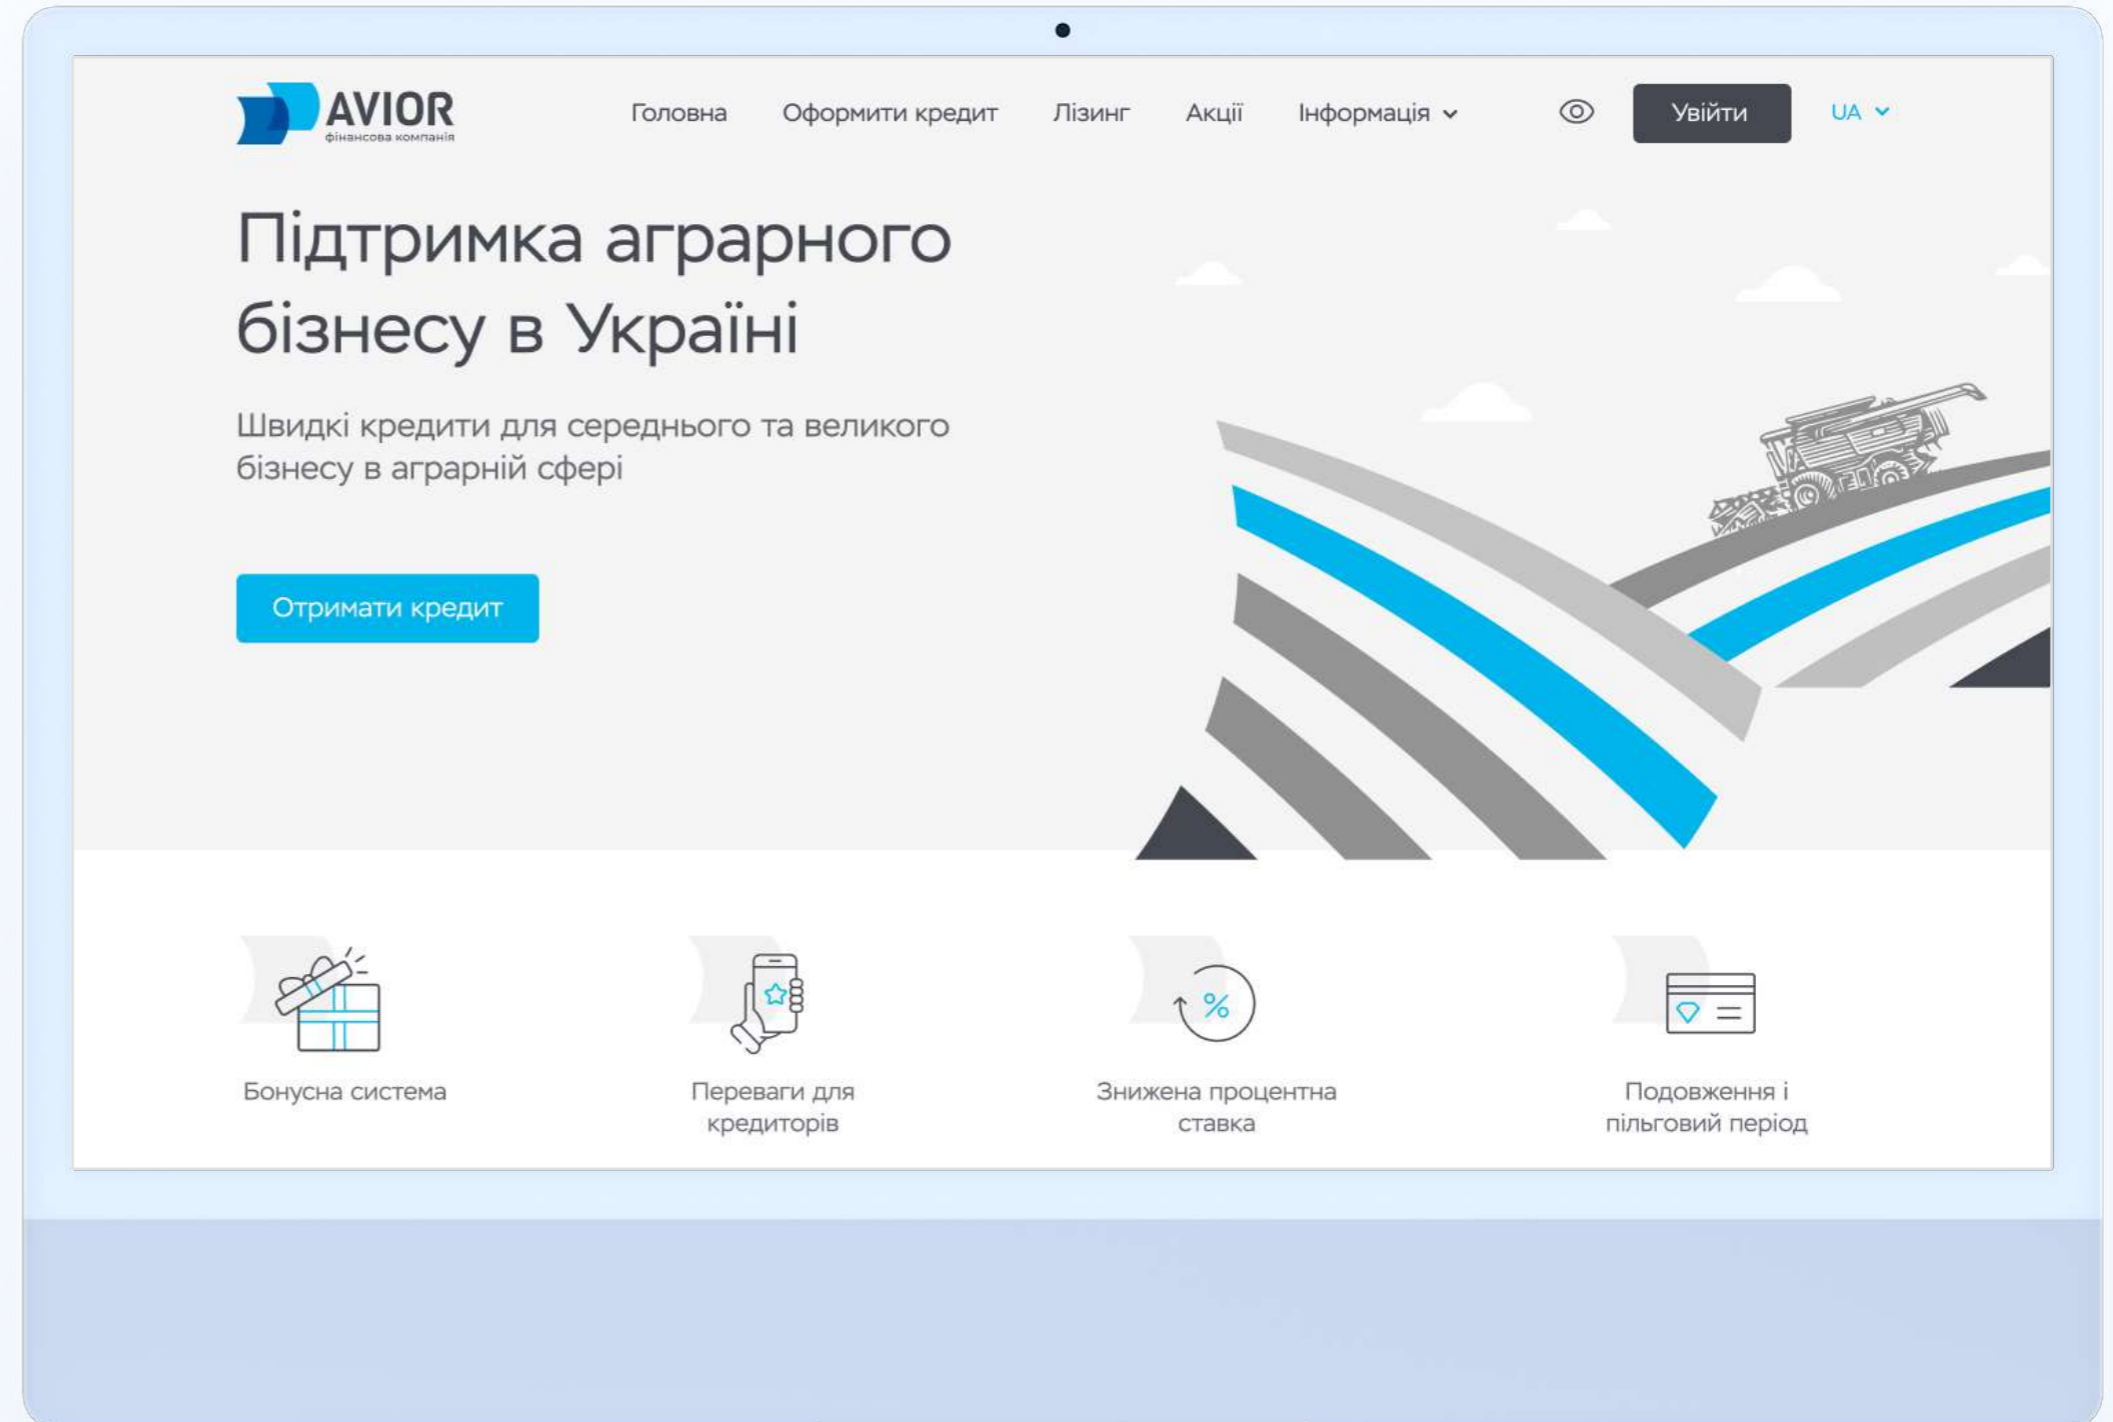 AVIOR
фінансова компанія
Головна Оформити кредит Лізинг Акції Інформація Увійти UA
Підтримка аграрного
бізнесу в Україні
Швидкі кредити для середнього та великого
бізнесу в аграрній сфері
Отримати кредит
Бонусна система
Переваги для
кредиторів
Знижена процентна
ставка
Подовження і
пільговий період